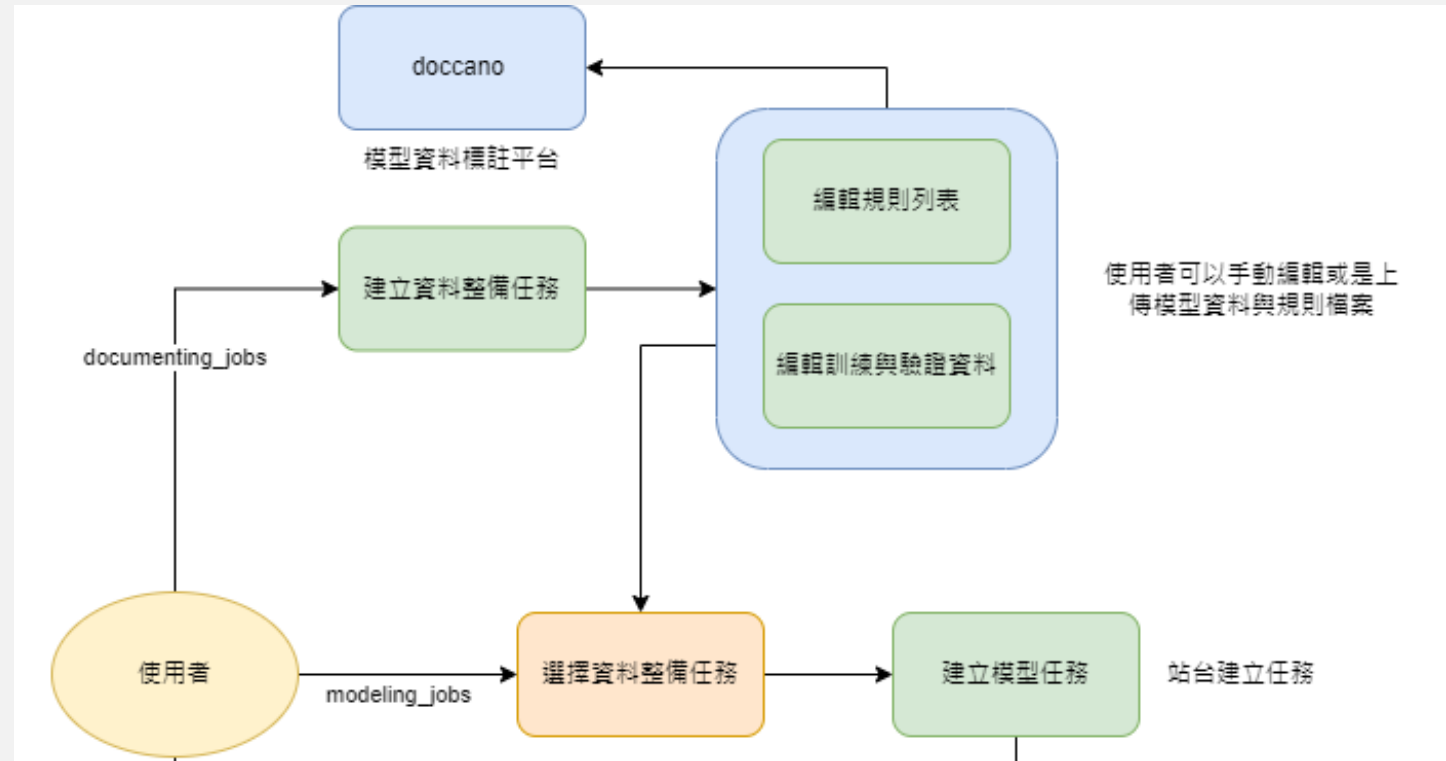 doccano
模型資料標註平台
編輯規則列表
建立資料整備任務
使用者可以手動編輯或是上
傳模型資料與規則檔案
documenting_jobs
編輯訓練與驗證資料
使用者
modeling_jobs
選擇資料整備任務
建立模型任務
站台建立任務